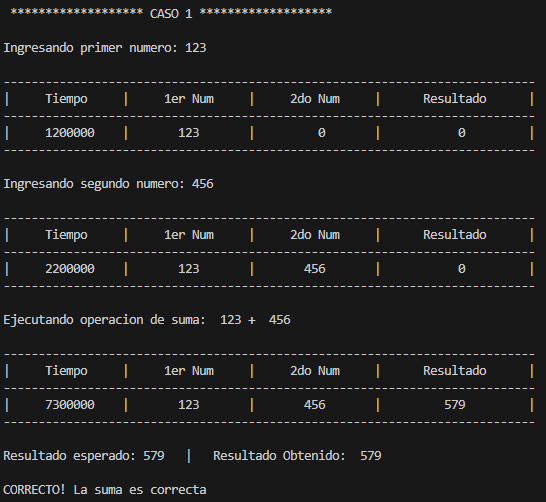 ******************* CASO 1 *******************
Ingresando primer numero: 123
-----------------------------------------------------------------------------
|     Tiempo     |     1er Num     |     2do Num     |     Resultado      |
-----------------------------------------------------------------------------
|     1200000    |       123       |         0       |         0          |
-----------------------------------------------------------------------------
Ingresando segundo numero: 456
-----------------------------------------------------------------------------
|     Tiempo     |     1er Num     |     2do Num     |     Resultado      |
-----------------------------------------------------------------------------
|     2200000    |       123       |       456       |         0          |
-----------------------------------------------------------------------------
Ejecutando operacion de suma:  123 +  456
-----------------------------------------------------------------------------
|     Tiempo     |     1er Num     |     2do Num     |     Resultado      |
-----------------------------------------------------------------------------
|     7300000    |       123       |       456       |        579         |
-----------------------------------------------------------------------------
Resultado esperado: 579   |   Resultado Obtenido:  579
CORRECTO! La suma es correcta